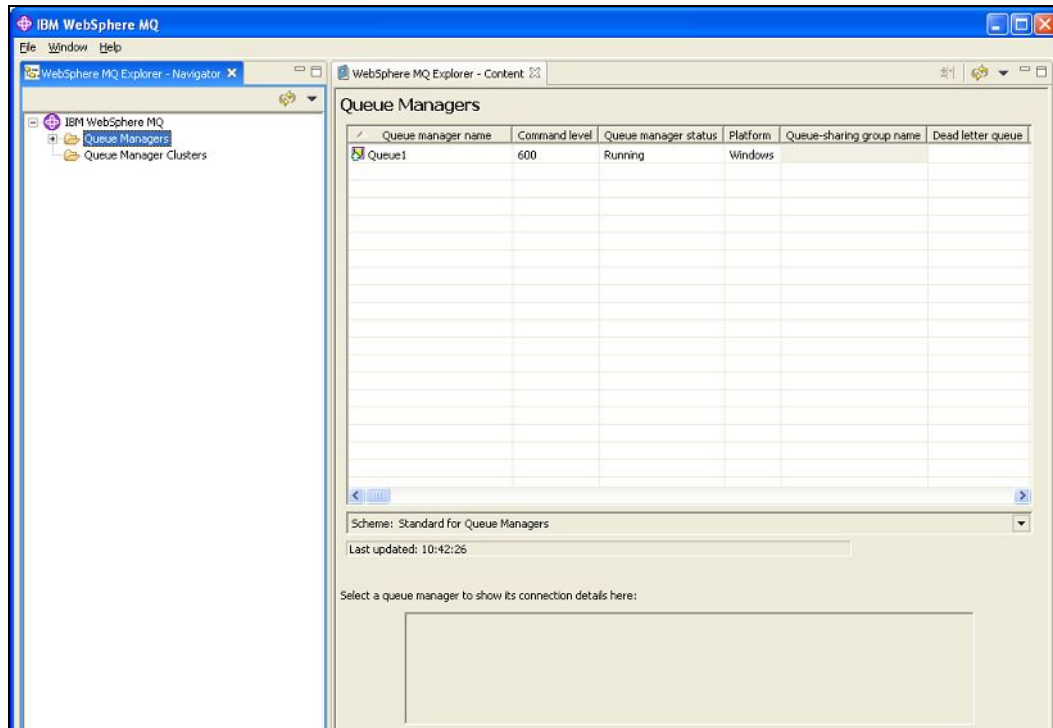 IBM WebSphere MQ
File Window Help
WebSphere MQ Explorer - Navigator
IBM WebSphere MQ
Queue Managers
Queue Manager Clusters
WebSphere MQ Explorer - Content
Queue Managers
Queue manager name Command level Queue manager status Platform Queue-sharing group name Dead letter queue
Queue1 600 Running Windows
Scheme: Standard for Queue Managers
Last updated: 10:42:26
Select a queue manager to show its connection details here: